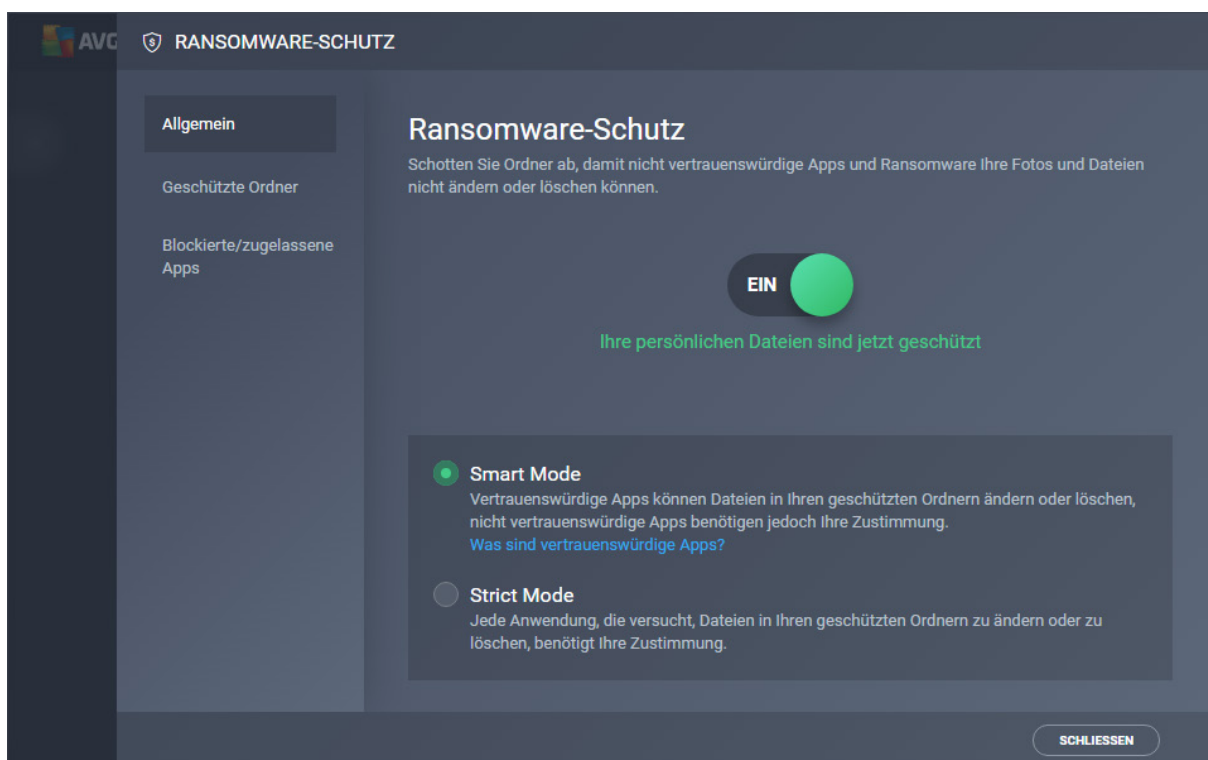 AVG
RANSOMWARE-SCHUTZ
Allgemein
Geschützte Ordner
Blockierte/zugelassene
Apps
Ransomware-Schutz
Schotten Sie Ordner ab, damit nicht vertrauenswürdige Apps und Ransomware Ihre Fotos und Dateien
nicht ändern oder löschen können.
EIN
Ihre persönlichen Dateien sind jetzt geschützt
Smart Mode
Vertrauenswürdige Apps können Dateien in Ihren geschützten Ordnern ändern oder löschen,
nicht vertrauenswürdige Apps benötigen jedoch Ihre Zustimmung.
Was sind vertrauenswürdige Apps?
Strict Mode
Jede Anwendung, die versucht, Dateien in Ihren geschützten Ordnern zu ändern oder zu
löschen, benötigt Ihre Zustimmung.
SCHLIESSEN